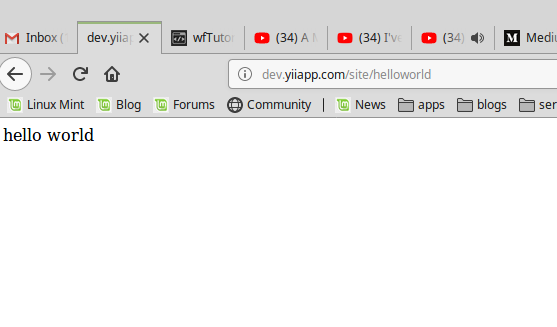 Inbox ( dev.yiiap wfTuto (34) A M (34) I've (34) Mediu
dev.yiiapp.com/site/helloworld
Linux Mint Blog Forums Community | News apps blogs ser
hello world